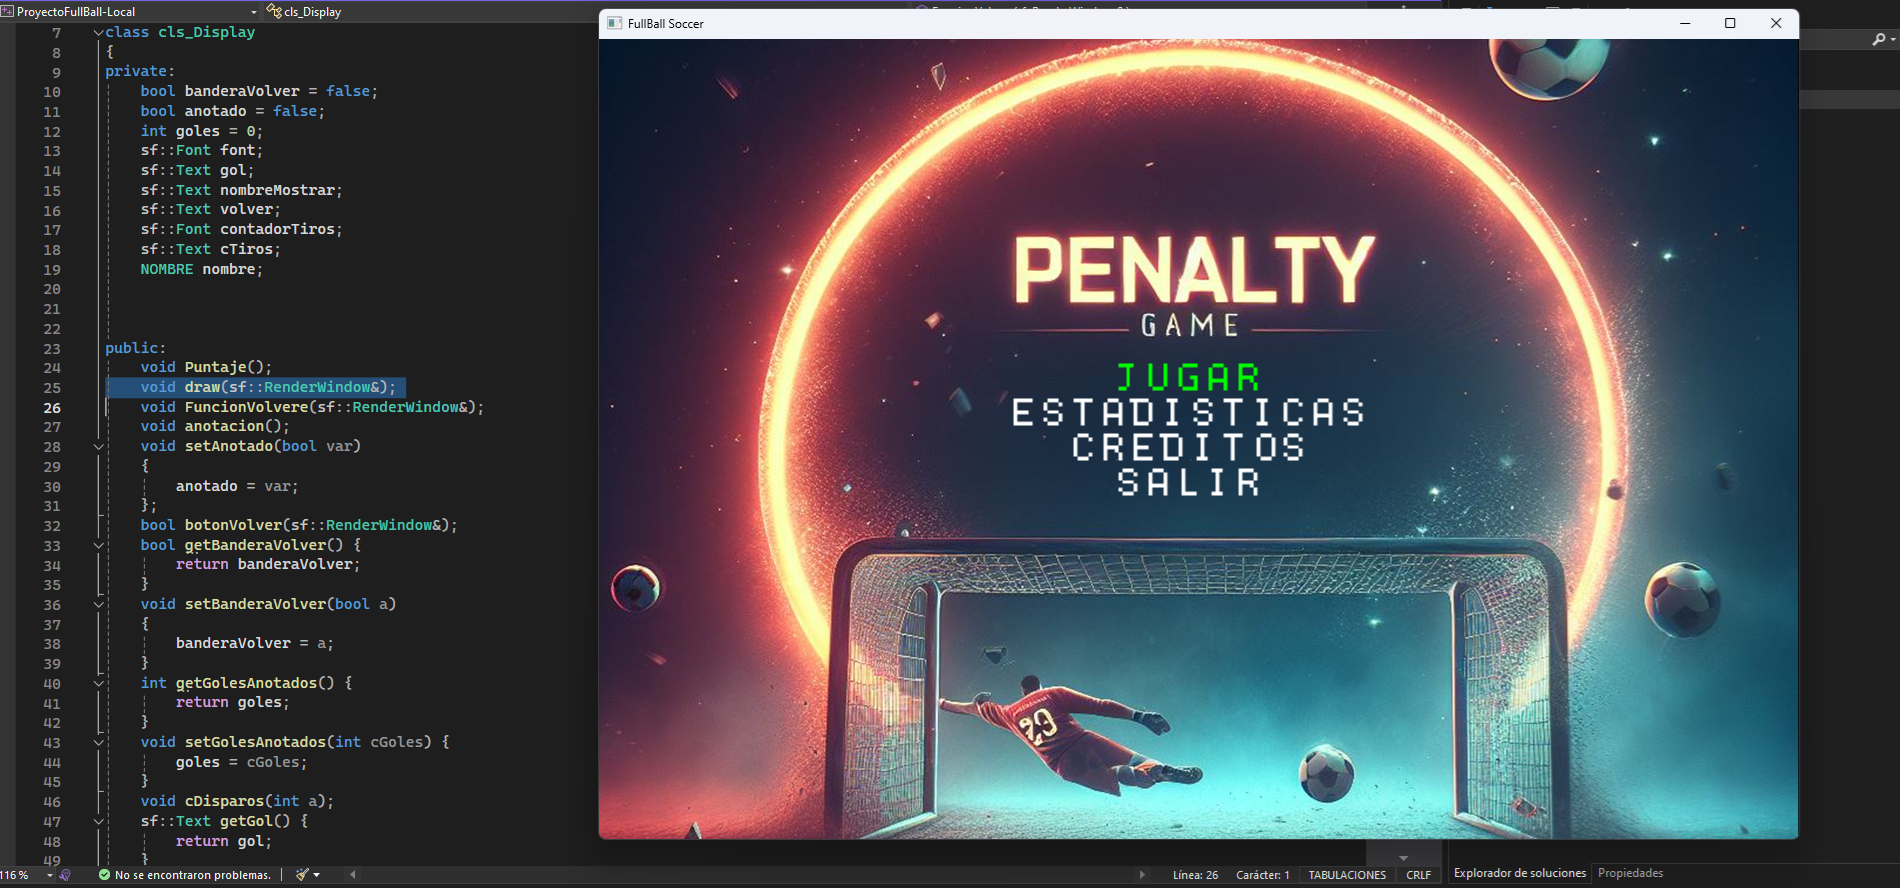 ProyectoFullBall-Local
cls_Display
7 class cls_Display
8 {
9 private:
10 bool banderaVolver = false;
11 bool anotado = false;
12 int goles = 0;
13 sf::Font font;
14 sf::Text gol;
15 sf::Text nombreMostrar;
16 sf::Text volver;
17 sf::Font contadorTiros;
18 sf::Text cTiros;
19 NOMBRE nombre;
20
21
22
23 public:
24 void Puntaje();
25 void draw(sf::RenderWindow&);
26 void FuncionVolvere(sf::RenderWindow&);
27 void anotacion();
28 void setAnotado(bool var)
29 {
30 anotado = var;
31 };
32 bool botonVolver(sf::RenderWindow&);
33 bool getBanderaVolver() {
34 return banderaVolver;
35 }
36 void setBanderaVolver(bool a)
37 {
38 banderaVolver = a;
39 }
40 int getGolesAnotados() {
41 return goles;
42 }
43 void setGolesAnotados(int cGoles) {
44 goles = cGoles;
45 }
46 void cDisparos(int a);
47 sf::Text getGol() {
48 return gol;
49 }
116 %
No se encontraron problemas.
Línea: 26
Carácter: 1
TABULACIONES
CRLF
Explorador de soluciones
Propiedades
FullBall Soccer
PENALTY
GAME
JUGAR
ESTADISTICAS
CREDITOS
SALIR